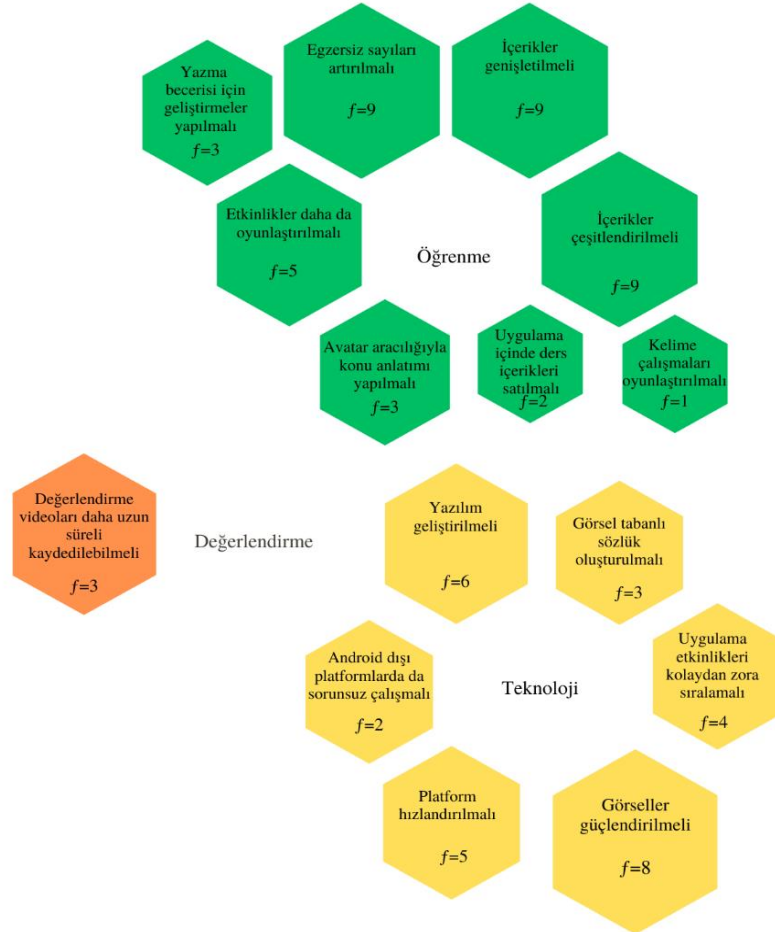 Yazma
becerisi için
geliştirmeler
yapılmalı
ƒ=3
Egzersiz sayıları
artırılmalı
ƒ=9
İçerikler
genişletilmeli
ƒ=9
Etkinlikler daha da
oyunlaştırılmalı
ƒ=5
Öğrenme
İçerikler
çeşitlendirilmeli
ƒ=9
Avatar aracılığıyla
konu anlatımı
yapılmalı
ƒ=3
Uygulama
içinde ders
içerikleri
satılmalı
ƒ=2
Kelime
çalışmaları
oyunlaştırılmalı
ƒ=1
Değerlendirme
videoları daha uzun
süreli
kaydedilebilmeli
ƒ=3
Değerlendirme
Yazılım
geliştirilmeli
ƒ=6
Görsel tabanlı
sözlük
oluşturulmalı
ƒ=3
Android dışı
platformlarda da
sorunsuz çalışmalı
ƒ=2
Teknoloji
Uygulama
etkinlikleri
kolaydan zora
sıralamalı
ƒ=4
Platform
hızlandırılmalı
ƒ=5
Görseller
güçlendirilmeli
ƒ=8